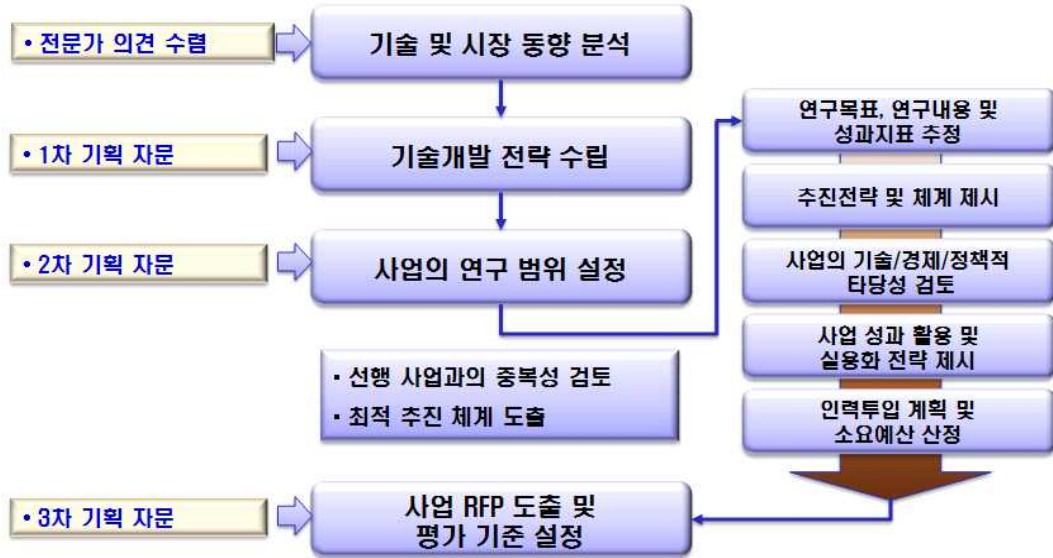 • 전문가 의견 수렴
기술 및 시장 동향 분석
• 1차 기획 자문
기술개발 전략 수립
• 2차 기획 자문
사업의 연구 범위 설정
▪ 선행 사업과의 중복성 검토
▪ 최적 추진 체계 도출
연구목표, 연구내용 및
성과지표 추정
추진전략 및 체계 제시
사업의 기술/경제/정책적
타당성 검토
사업 성과 활용 및
실용화 전략 제시
인력투입 계획 및
소요예산 산정
• 3차 기획 자문
사업 RFP 도출 및
평가 기준 설정